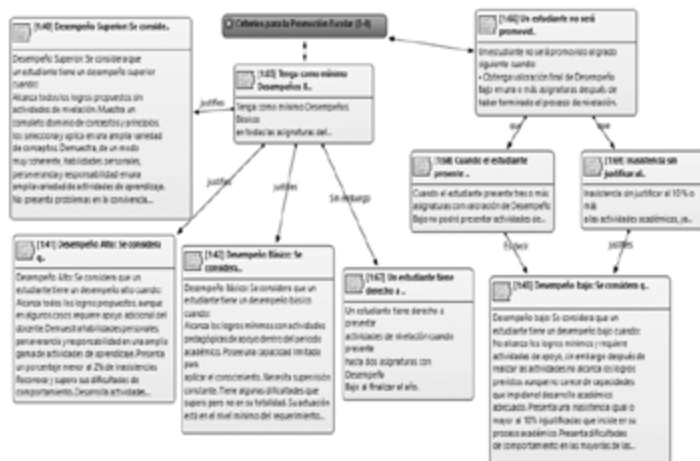 Criterios para la Promoción Escolar {3-4}
[1:40] Desempeño Superior: Se conside..
Desempeño Superior: Se considera que
un estudiante tiene un desempeño superior
cuando:
Alcanza todos los logros propuestos sin
actividades de nivelación. Muestra un
completo dominio de conceptos y principios,
los selecciona y aplica en una amplia variedad
de conceptos. Demuestra, de un modo
muy coherente, habilidades personales,
perseverancia y responsabilidad en una
amplia variedad de actividades de aprendizaje.
No presenta problemas en la convivencia...
justifies
Tenga como mínimo
Desempeños B..
Tenga como mínimo Desempeños
Básicos
en todas las asignaturas del...
Un estudiante no será
promovid..
Un estudiante no será promovido al grado
siguiente cuando:
• Obtenga valoración final de Desempeño
Bajo en una o más asignaturas después de
haber terminado el proceso de nivelación.
que
que
Cuando el estudiante
presente ..
Cuando el estudiante presente tres o más
asignaturas con valoración de Desempeño
Bajo no podrá presentar actividades de...
Inasistencia sin
justificar al..
Inasistencia sin justificar al 10% o
más
a las actividades académicas,
justifies
justifies
Sin embargo
Es decir
justifies
[1:41] Desempeño Alto: Se considera
q..
Desempeño Alto: Se considera que un
estudiante tiene un desempeño alto cuando:
Alcanza todos los logros propuestos, aunque
en algunos casos requieren apoyo adicional del
docente. Demuestra habilidades personales,
perseverancia y responsabilidad en una amplia
gama de actividades de aprendizaje. Presenta
un porcentaje menor al 2% de inasistencias
Reconoce y supera sus dificultades de
comportamiento. Desarrolla actividades...
[1:42] Desempeño Básico: Se
considera..
Desempeño Básico: Se considera que un
estudiante tiene un desempeño básico
cuando:
Alcanza los logros mínimos con actividades
pedagógicas de apoyo dentro del periodo
académico. Posee una capacidad limitada
para
aplicar el conocimiento. Necesita supervisión
constante. Tiene algunas dificultades que
supera pero no en su totalidad. Su actuación
está en el nivel mínimo del requerimiento...
Un estudiante tiene
derecho a ..
Un estudiante tiene derecho a
presentar
actividades de nivelación cuando
presente
hasta dos asignaturas con
Desempeño
Bajo al finalizar el año.
Desempeño bajo: Se considera q..
Desempeño bajo: Se considera que un
estudiante tiene un desempeño bajo cuando:
No alcanza los logros mínimos y requiere
actividades de apoyo, sin embargo después de
realizar las actividades no alcanza los logros
previstos aunque no carece de capacidades
que impidan el desarrollo académico
adecuado. Presenta una inasistencia igual o
mayor al 10% injustificadas que incide en su
proceso académico. Presenta dificultades
de comportamiento en las mayorías de las...